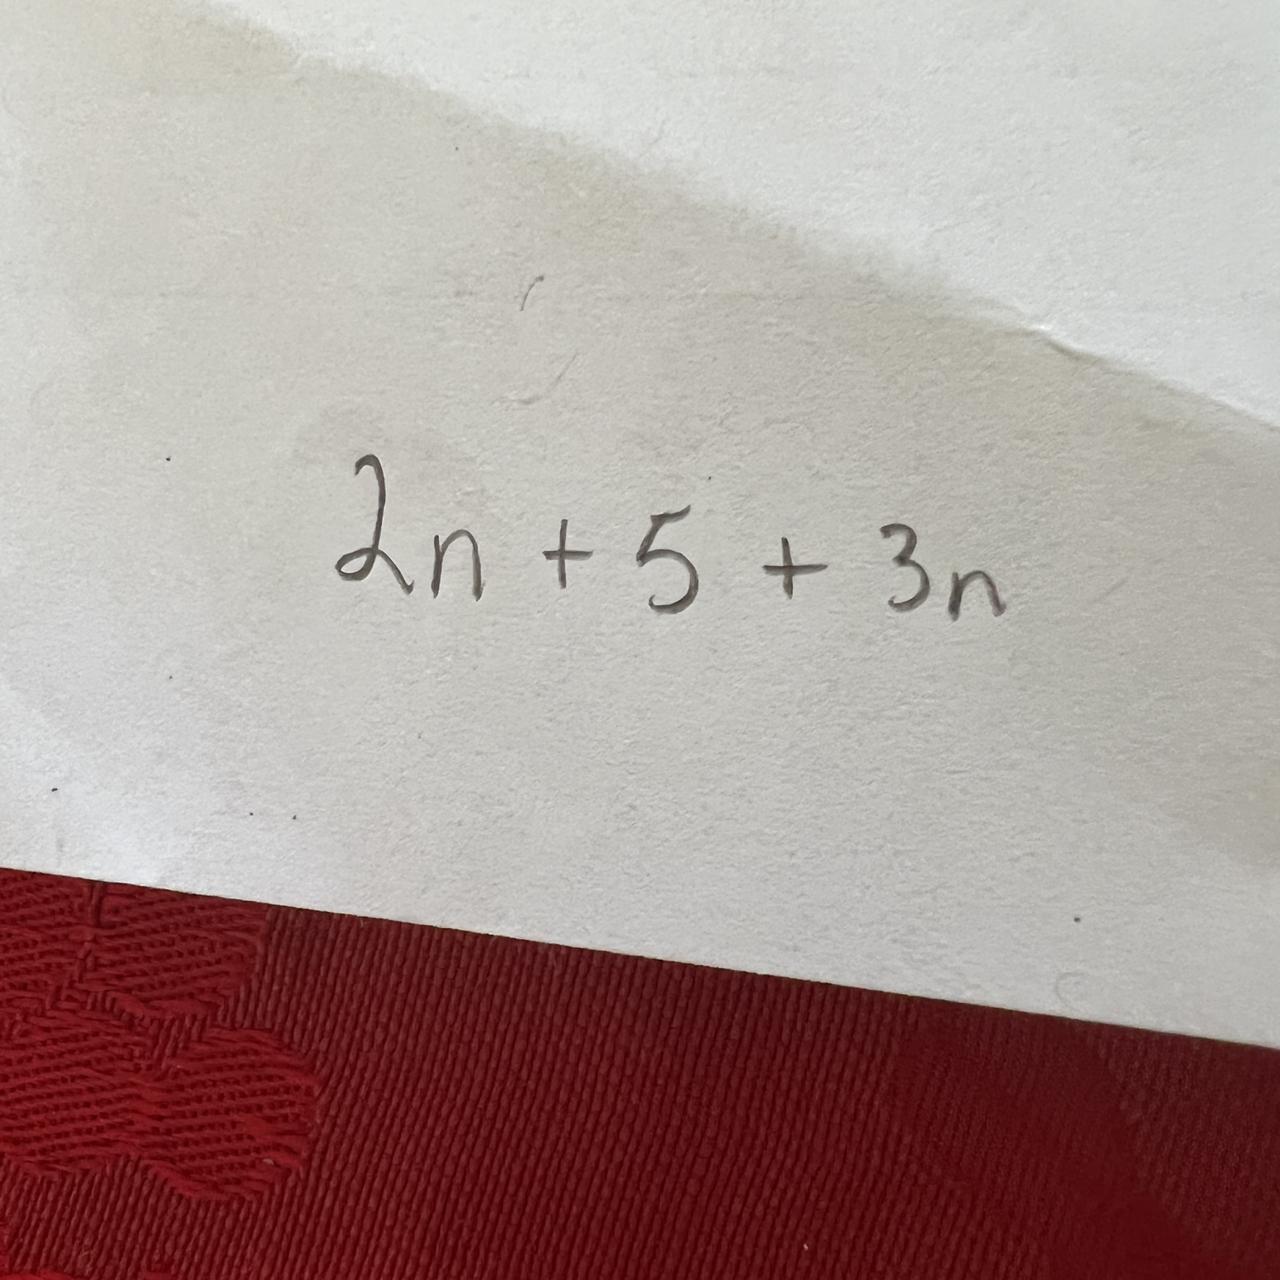 2n + 5 + 3n